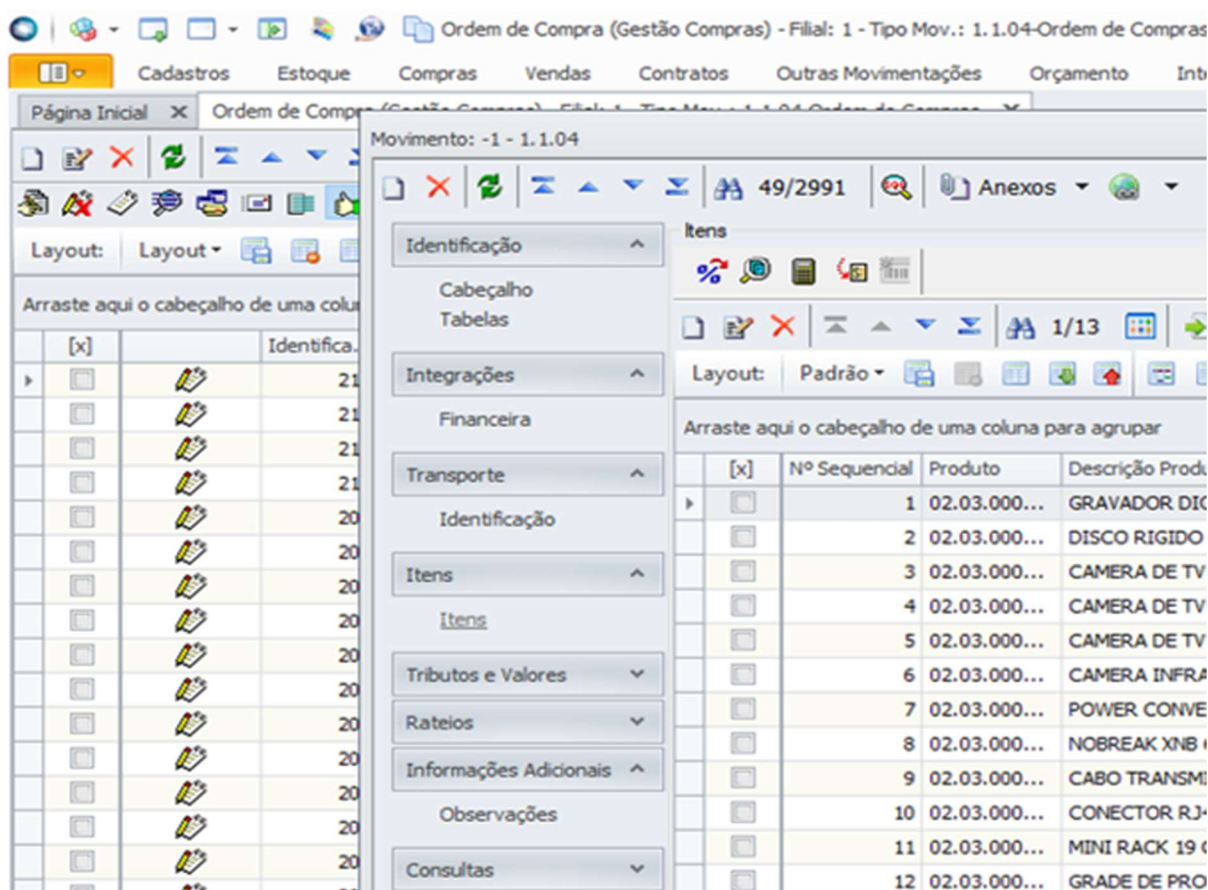 Ordem de Compra (Gestão Compras) - Filial: 1 - Tipo Mov.: 1.1.04-Ordem de Compras
Cadastros Estoque Compras Vendas Contratos Outras Movimentações Orçamento
Página Inicial
Movimento: -1 - 1.1.04
49/2991 Anexos
Layout: Layout
Arraste aqui o cabeçalho de uma
[x] Identifica.
21
21
21
21
20
20
20
20
20
20
20
20
20
20
20
Identificação
Cabeçalho
Tabelas
Integrações
Financeira
Transporte
Identificação
Itens
Itens
Tributos e Valores
Rateios
Informações Adicionais
Observações
Consultas
Itens
1/13
Layout: Padrão
Arraste aqui o cabeçalho de uma coluna para agrupar
[x] Nº Sequencial Produto Descrição
1 02.03.000... GRAVADOR
2 02.03.000... DISCO RIGIDO
3 02.03.000... CAMERA DE TV
4 02.03.000... CAMERA DE TV
5 02.03.000... CAMERA DE TV
6 02.03.000... CAMERA INFRA
7 02.03.000... POWER CONVE
8 02.03.000... NOBREAK XNB
9 02.03.000... CABO TRANSMI
10 02.03.000... CONECTOR
11 02.03.000... MINI RACK 19
12 02.03.000... GRADE DE PRO